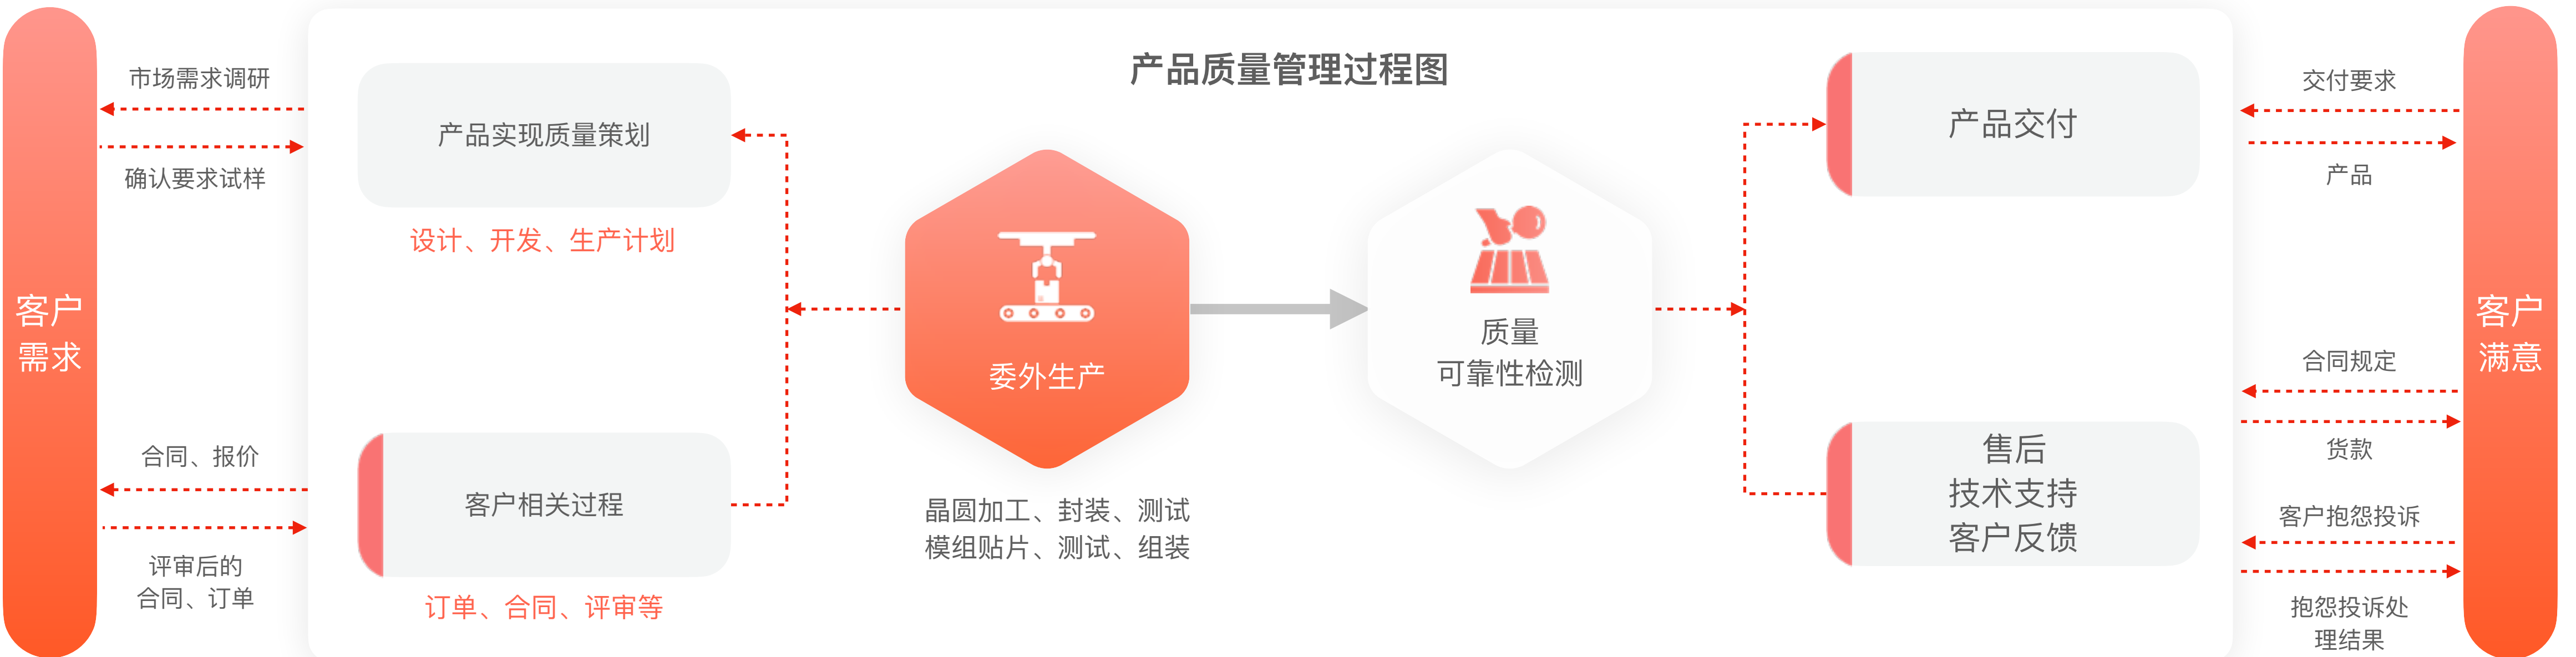 产品质量管理过程图
客户
需求
市场需求调研
确认要求试样
合同、报价
评审后的
合同、订单
产品实现质量策划
设计、开发、生产计划
客户相关过程
订单、合同、评审等
委外生产
晶圆加工、封装、测试
模组贴片、测试、组装
质量
可靠性检测
产品交付
售后
技术支持
客户反馈
交付要求
产品
合同规定
货款
客户抱怨投诉
抱怨投诉处
理结果
客户
满意